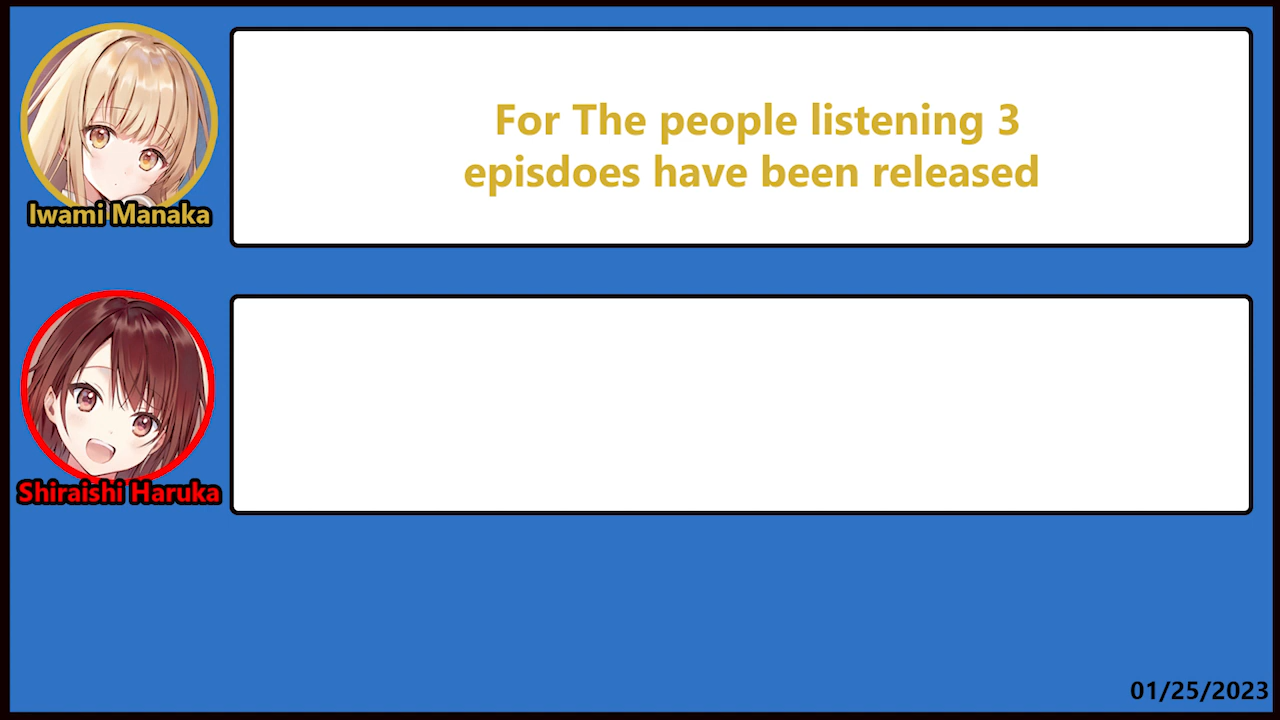 For The people listening 3
episdoes have been released
Iwami Manaka
Shiraishi Haruka
01/25/2023